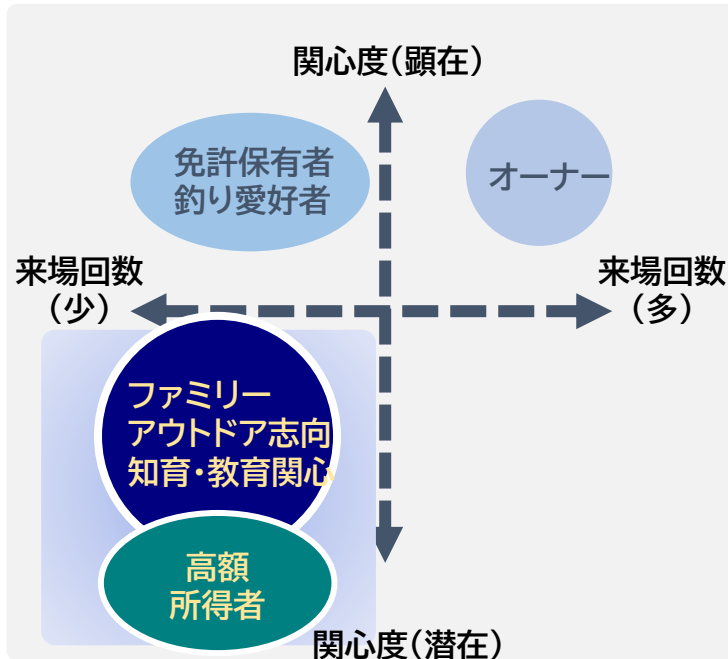 関心度（顕在）
免許保有者
釣り愛好者
オーナー
来場回数
（少）
来場回数
（多）
ファミリー
アウトドア志向
知育・教育関心
高額
所得者
関心度（潜在）